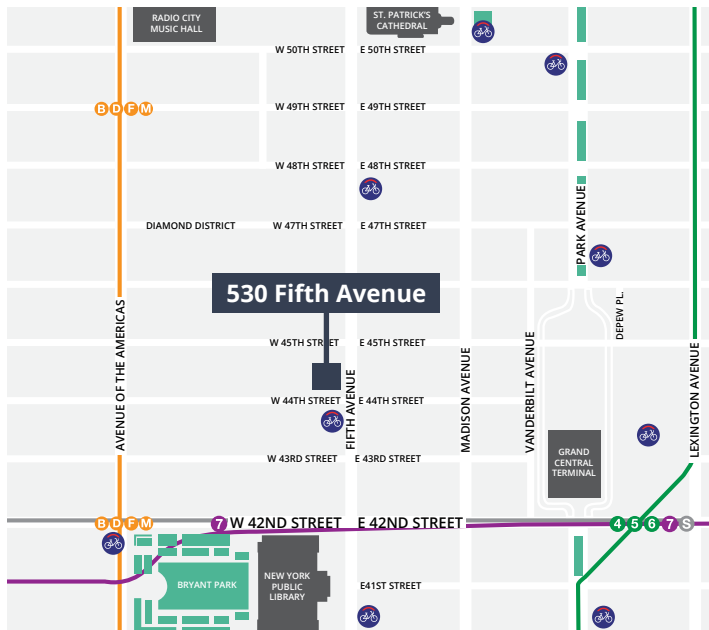 RADIO CITY
MUSIC HALL
ST. PATRICK'S
CATHEDRAL
W 50TH STREET
E 50TH STREET
B D F M
W 49TH STREET
E 49TH STREET
W 48TH STREET
E 48TH STREET
PARK AVENUE
DIAMOND DISTRICT
W 47TH STREET
E 47TH STREET
530 Fifth Avenue
DEPEW PL.
AVENUE OF THE AMERICAS
W 45TH STREET
E 45TH STREET
FIFTH AVENUE
MADISON AVENUE
VANDERBILT AVENUE
LEXINGTON AVENUE
W 44TH STREET
E 44TH STREET
W 43RD STREET
E 43RD STREET
GRAND
CENTRAL
TERMINAL
B D F M
7
W 42ND STREET
E 42ND STREET
4 5 6 7 S
BRYANT PARK
NEW YORK
PUBLIC
LIBRARY
E41ST STREET